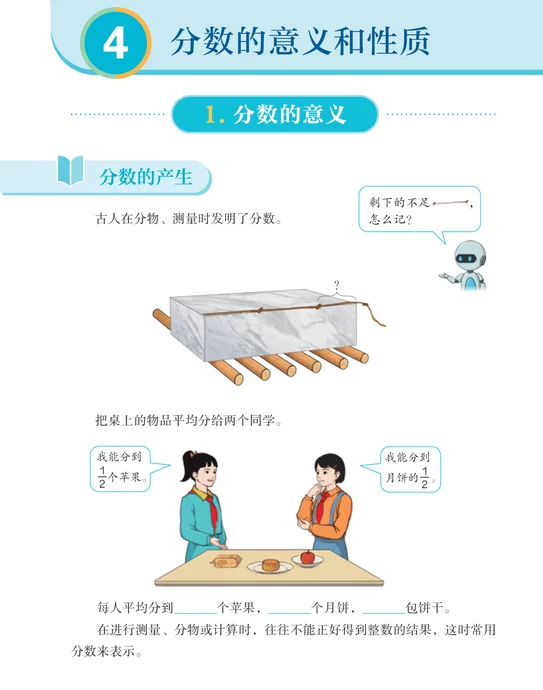 4
分数的意义和性质
1. 分数的意义
分数的产生
古人在分物、测量时发明了分数。
剩下的不足 ，
怎么记？
?
把桌上的物品平均分给两个同学。
我能分到
1/2个苹果。
我能分到
月饼的1/2。
每人平均分到______个苹果，______个月饼，______包饼干。
在进行测量、分物或计算时，往往不能正好得到整数的结果，这时常用
分数来表示。